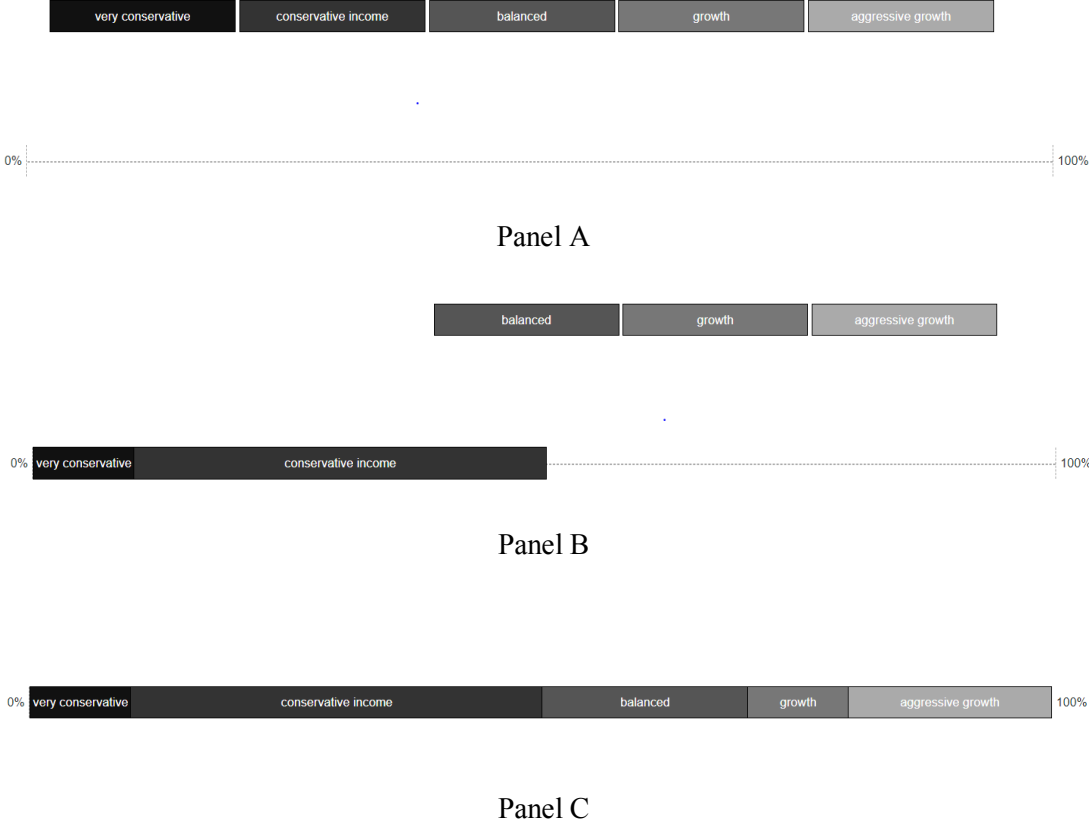 very conservative conservative income balanced growth aggressive growth
0% 100%
Panel A
balanced growth aggressive growth
0% very conservative conservative income 100%
Panel B
0% very conservative conservative income balanced growth aggressive growth 100%
Panel C